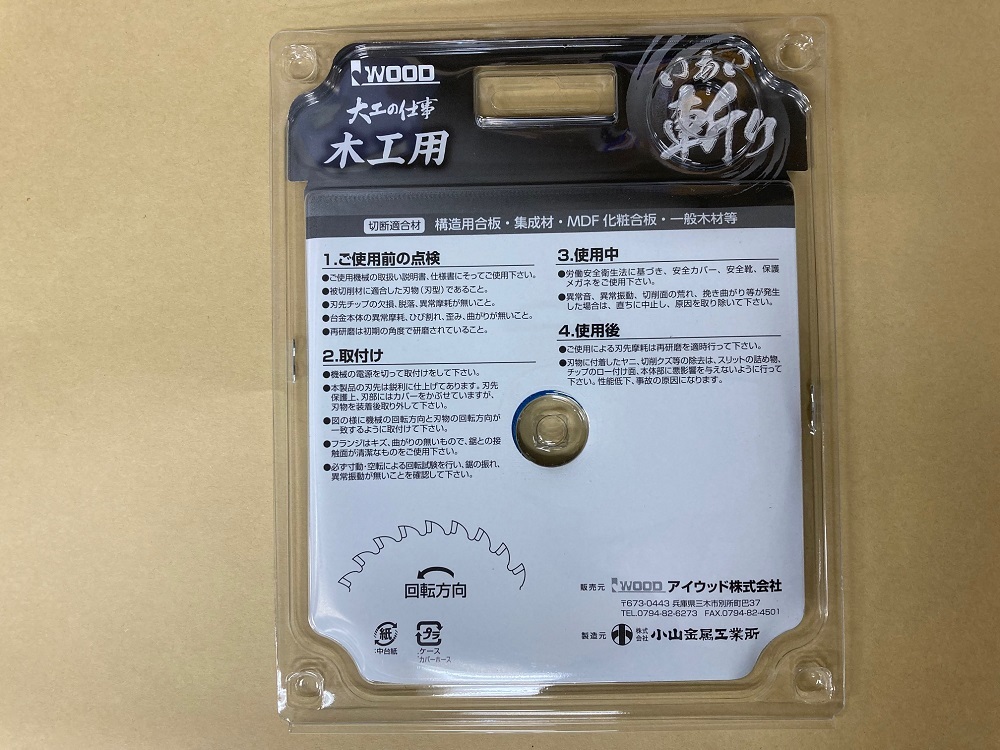 WOOD
大工の仕事
木工用
斬り
切断適合材 構造用合板・集成材・MDF 化粧合板・一般木材等
1.ご使用前の点検
●ご使用機械の取扱い説明書、仕様書にそってご使用下さい。
●被切削材に適合した刃物(刃型)であること。
●刃先チップの欠損、脱落、異常摩耗が無いこと。
●台金本体の異常摩耗、ひび割れ、歪み、曲がりが無いこと。
●再研磨は初期の角度で研磨されていること。
2.取付け
●機械の電源を切って取付けをして下さい。
●本製品の刃先は鋭利に仕上げてあります。刃先
保護上、刃部にはカバーをかぶせていますが、
刃物を装着後取り外して下さい。
●図の様に機械の回転方向と刃物の回転方向が
一致するように取付けて下さい。
●フランジはキズ、曲がりの無いもので、鋸との接
触面が清潔なものをご使用下さい。
●必ず寸動・空転による回転試験を行い、鋸の振れ、
異常振動が無いことを確認して下さい。
回転方向
紙
:中台紙
プラ
:ケース
3.使用中
●労働安全衛生法に基づき、安全カバー、安全靴、保護
メガネをご使用下さい。
●異常音、異常振動、切削面の荒れ、挽き曲がり等が発生
した場合は、直ちに中止し、原因を取り除いて下さい。
4.使用後
●ご使用による刃先摩耗は再研磨を適時行って下さい。
●刃物に付着したヤニ、切削クズ等の除去は、スリットの詰め物、
チップのロー付け面、本体部に悪影響を与えないように行って
下さい。性能低下、事故の原因になります。
販売元 WOOD アイウッド株式会社
〒673-0443 兵庫県三木市別所町巴37
TEL.0794-82-6273 FAX.0794-82-4501
製造元 株式会社 小山金属工業所